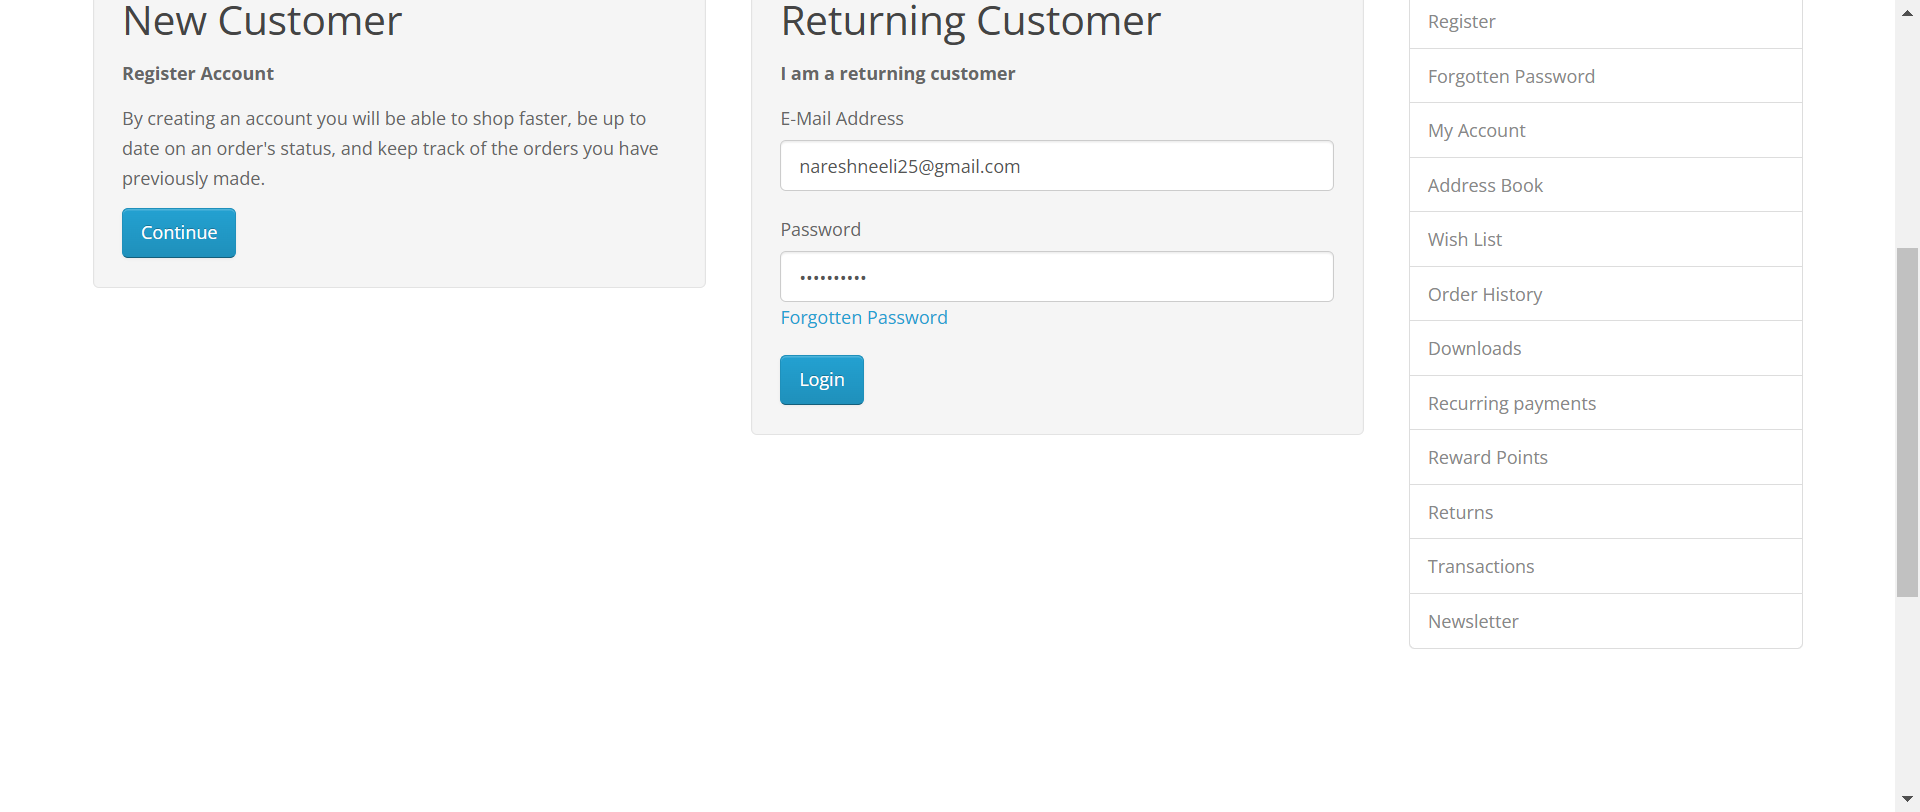 New Customer
Register Account
By creating an account you will be able to shop faster, be up to
date on an order's status, and keep track of the orders you have
previously made.
Continue
Returning Customer
I am a returning customer
E-Mail Address
nareshneeli25@gmail.com
Password
••••••••••
Forgotten Password
Login
Register
Forgotten Password
My Account
Address Book
Wish List
Order History
Downloads
Recurring payments
Reward Points
Returns
Transactions
Newsletter